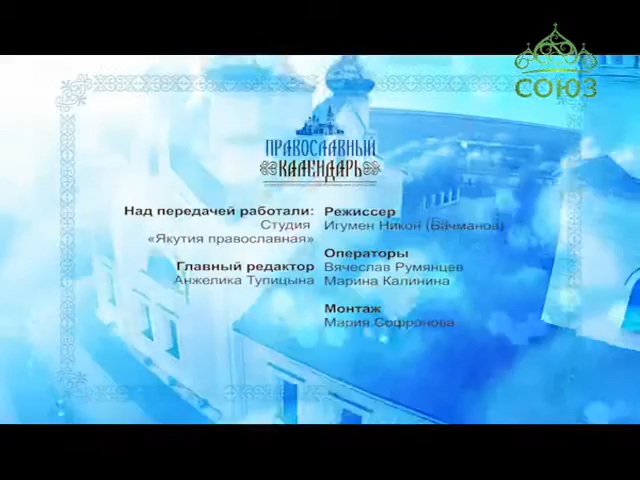 СОЮЗ
ПРАВОСЛАВНЫЙ
КАЛЕНДАРЬ
Над передачей работали:
Студия
«Якутия православная»
Главный редактор
Анжелика Тупицына
Режиссер
Игумен Никон (Бачманов)
Операторы
Вячеслав Румянцев
Марина Калинина
Монтаж
Мария Софронова